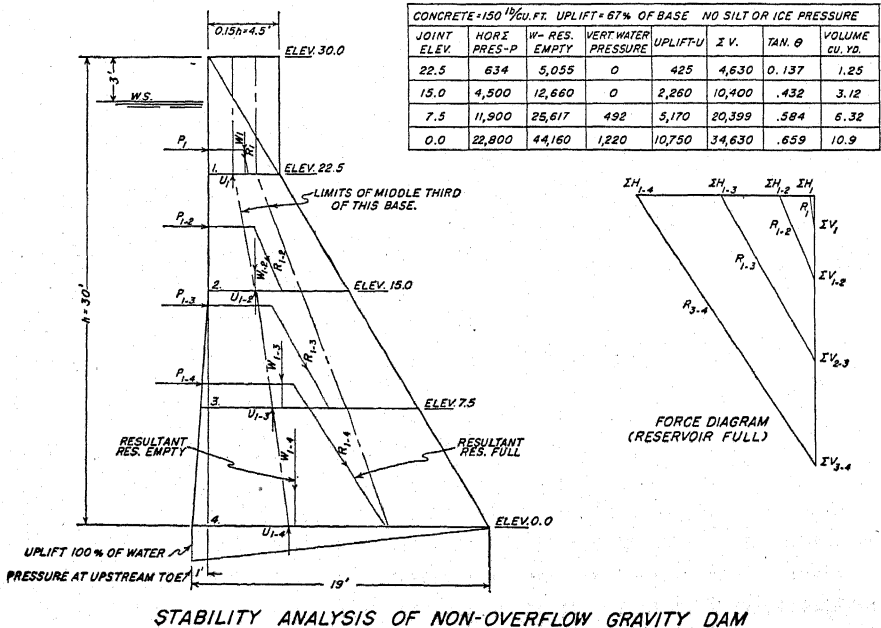 0.15h=4.5'
ELEV. 30.0
3'
WS.
P1
W1
R1
1.
U1
ELEV. 22.5
LIMITS OF MIDDLE THIRD
OF THIS BASE.
P1-2
W1-2
R1-2
2.
U1-2
ELEV. 15.0
P1-3
W1-3
R1-3
h=30'
P1-4
3.
U1-3
ELEV. 7.5
RESULTANT
RES. EMPTY
W1-4
R1-4
RESULTANT
RES. FULL
4.
U1-4
ELEV. 0.0
UPLIFT 100% OF WATER
PRESSURE AT UPSTREAM TOE
1'
19'
CONCRETE=150 lb/CU.FT. UPLIFT=67% OF BASE NO SILT OR ICE PRESSURE
JOINT ELEV. HORΣ PRES-P W-RES. EMPTY VERT. WATER PRESSURE UPLIFT-U Σ V. TAN. θ VOLUME CU. YD.
22.5 634 5,055 0 425 4,630 0.137 1.25
15.0 4,500 12,660 0 2,260 10,400 .432 3.12
7.5 11,900 25,617 492 5,170 20,399 .584 6.32
0.0 22,800 44,160 1,220 10,750 34,630 .659 10.9
ΣH1-4 ΣH1-3 ΣH1-2 ΣH1
R1
ΣV1
R1-2
R1-3
ΣV1-2
R3-4
ΣV2-3
FORCE DIAGRAM
(RESERVOIR FULL)
ΣV3-4
STABILITY ANALYSIS OF NON-OVERFLOW GRAVITY DAM